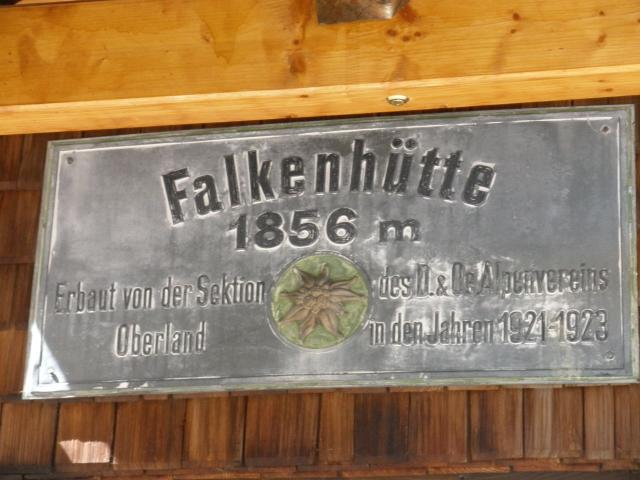 Falkenhütte
1856 m
Erbaut von der Sektion des D. & Oe. Alpenvereins
Oberland in den Jahren 1921-1923